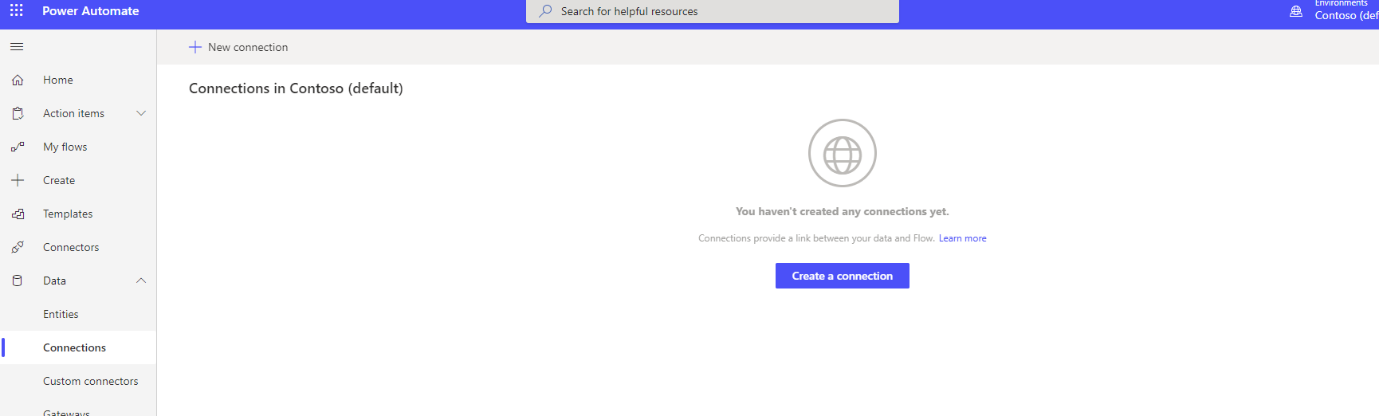 Power Automate
Search for helpful resources
Environments
Contoso (def
New connection
Home
Connections in Contoso (default)
Action items
My flows
Create
Templates
You haven't created any connections yet.
Connections provide a link between your data and Flow. Learn more
Connectors
Data
Create a connection
Entities
Connections
Custom connectors
Gateways